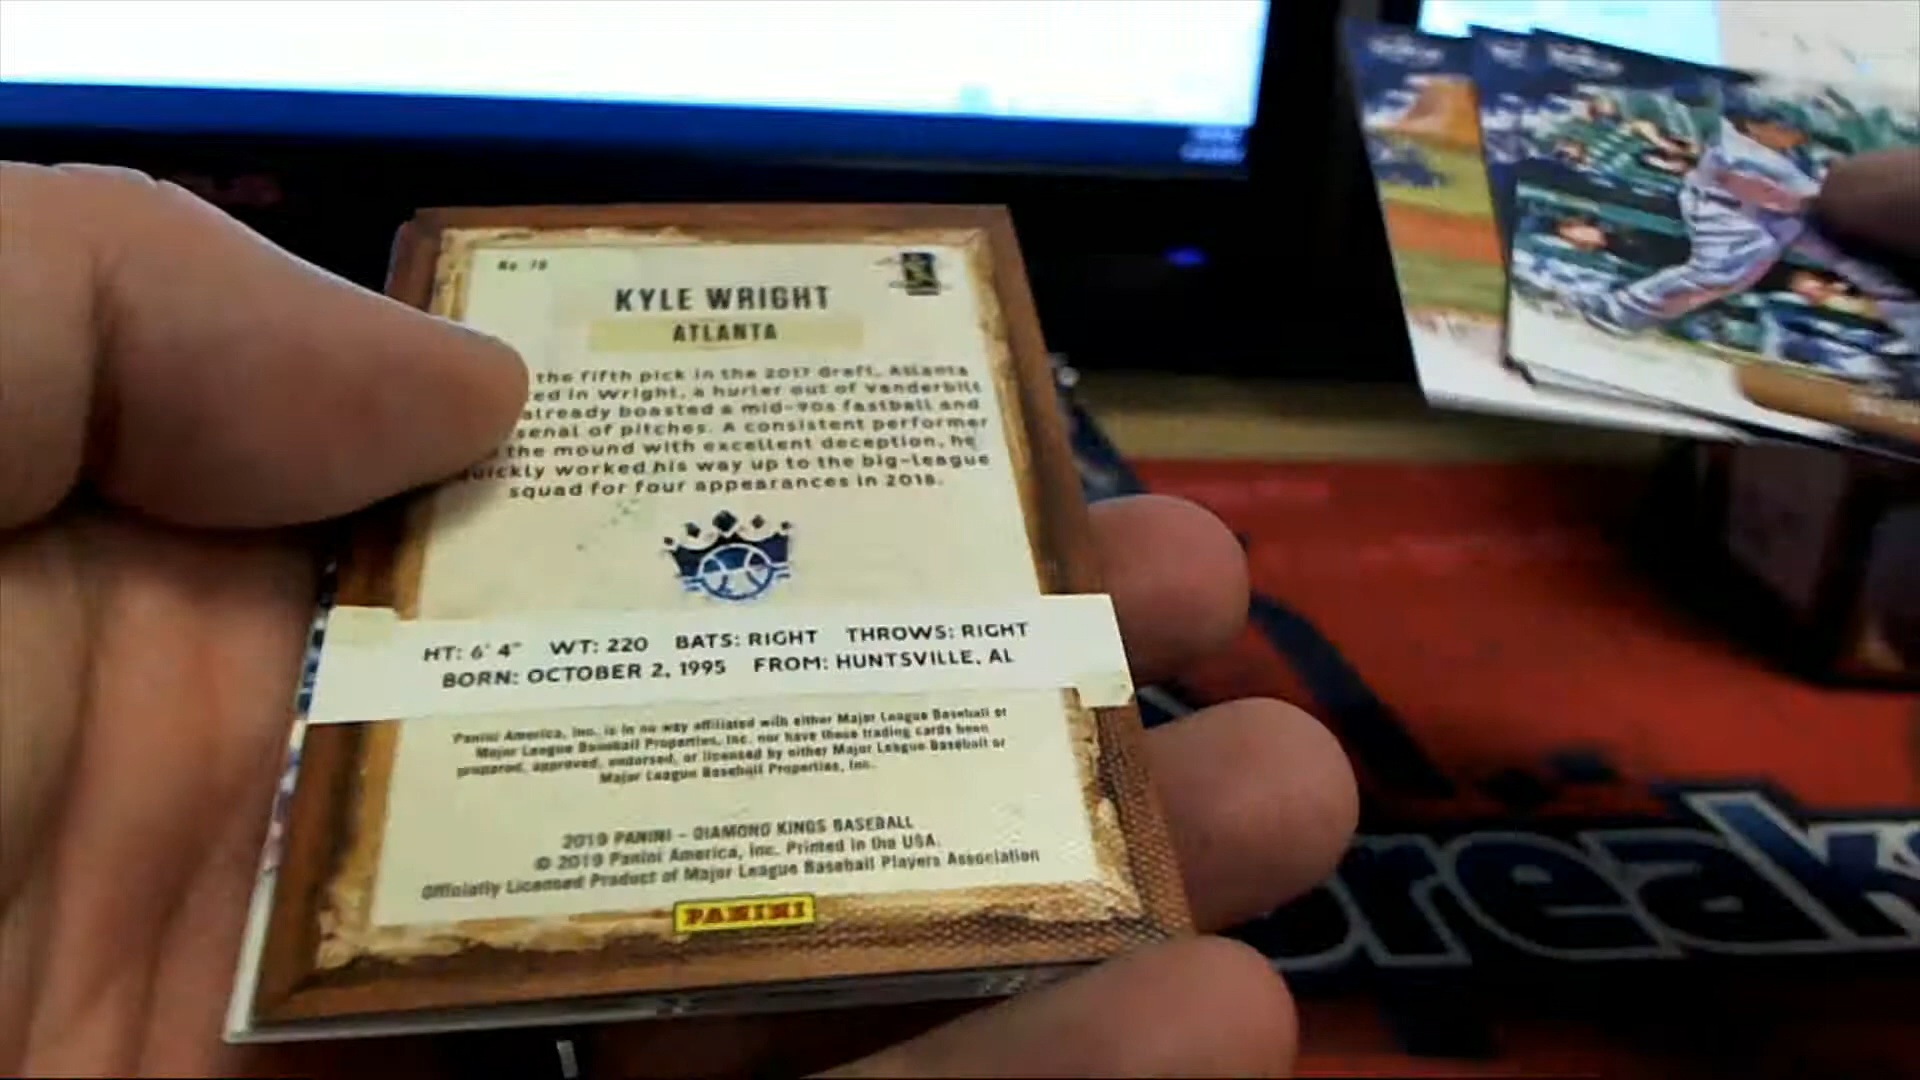 No. 78
KYLE WRIGHT
ATLANTA
the fifth pick in the 2017 draft, Atlanta
ed in Wright, a hurler out of Vanderbilt
already boasted a mid-90s fastball and
senal of pitches. A consistent performer
the mound with excellent deception, he
quickly worked his way up to the big-league
squad for four appearances in 2018.
HT: 6' 4" WT: 220 BATS: RIGHT THROWS: RIGHT
BORN: OCTOBER 2, 1995 FROM: HUNTSVILLE, AL
Panini America, Inc. is in no way affiliated with either Major League Baseball or
Major League Baseball Properties, Inc. nor have these trading cards been
prepared, approved, endorsed, or licensed by either Major League Baseball or
Major League Baseball Properties, Inc.
2019 PANINI – DIAMOND KINGS BASEBALL
© 2019 Panini America, Inc. Printed in the USA.
Officially Licensed Product of Major League Baseball Players Association
PANINI
breaks